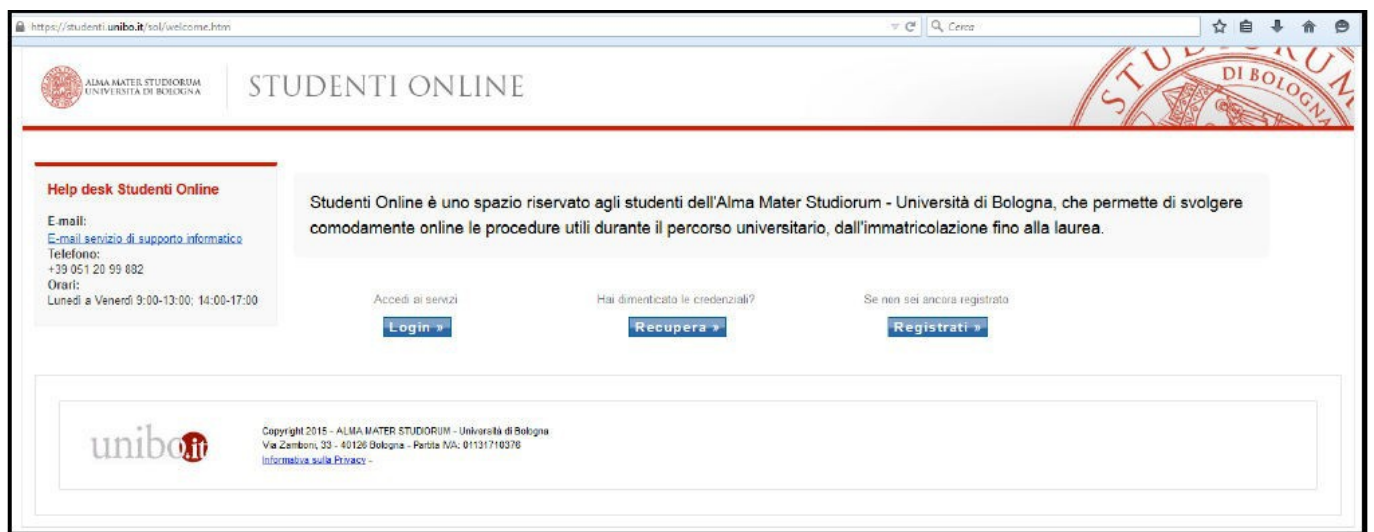 https://studenti.unibo.it/sol/welcome.htm
Cerca
ALMA MATER STUDIORUM
UNIVERSITÀ DI BOLOGNA
STUDENTI ONLINE
STUDIORUM
DI BOLOGNA
Help desk Studenti Online
E-mail:
E-mail servizio di supporto informatico
Telefono:
+39 051 20 99 882
Orari:
Lunedì a Venerdì 9:00-13:00; 14:00-17:00
Studenti Online è uno spazio riservato agli studenti dell'Alma Mater Studiorum - Università di Bologna, che permette di svolgere
comodamente online le procedure utili durante il percorso universitario, dall'immatricolazione fino alla laurea.
Accedi ai servizi
Login »
Hai dimenticato le credenziali?
Recupera »
Se non sei ancora registrato
Registrati »
unibo.it
Copyright 2015 - ALMA MATER STUDIORUM - Università di Bologna
Via Zamboni, 33 - 40126 Bologna - Partita IVA: 01131710376
Informativa sulla Privacy -